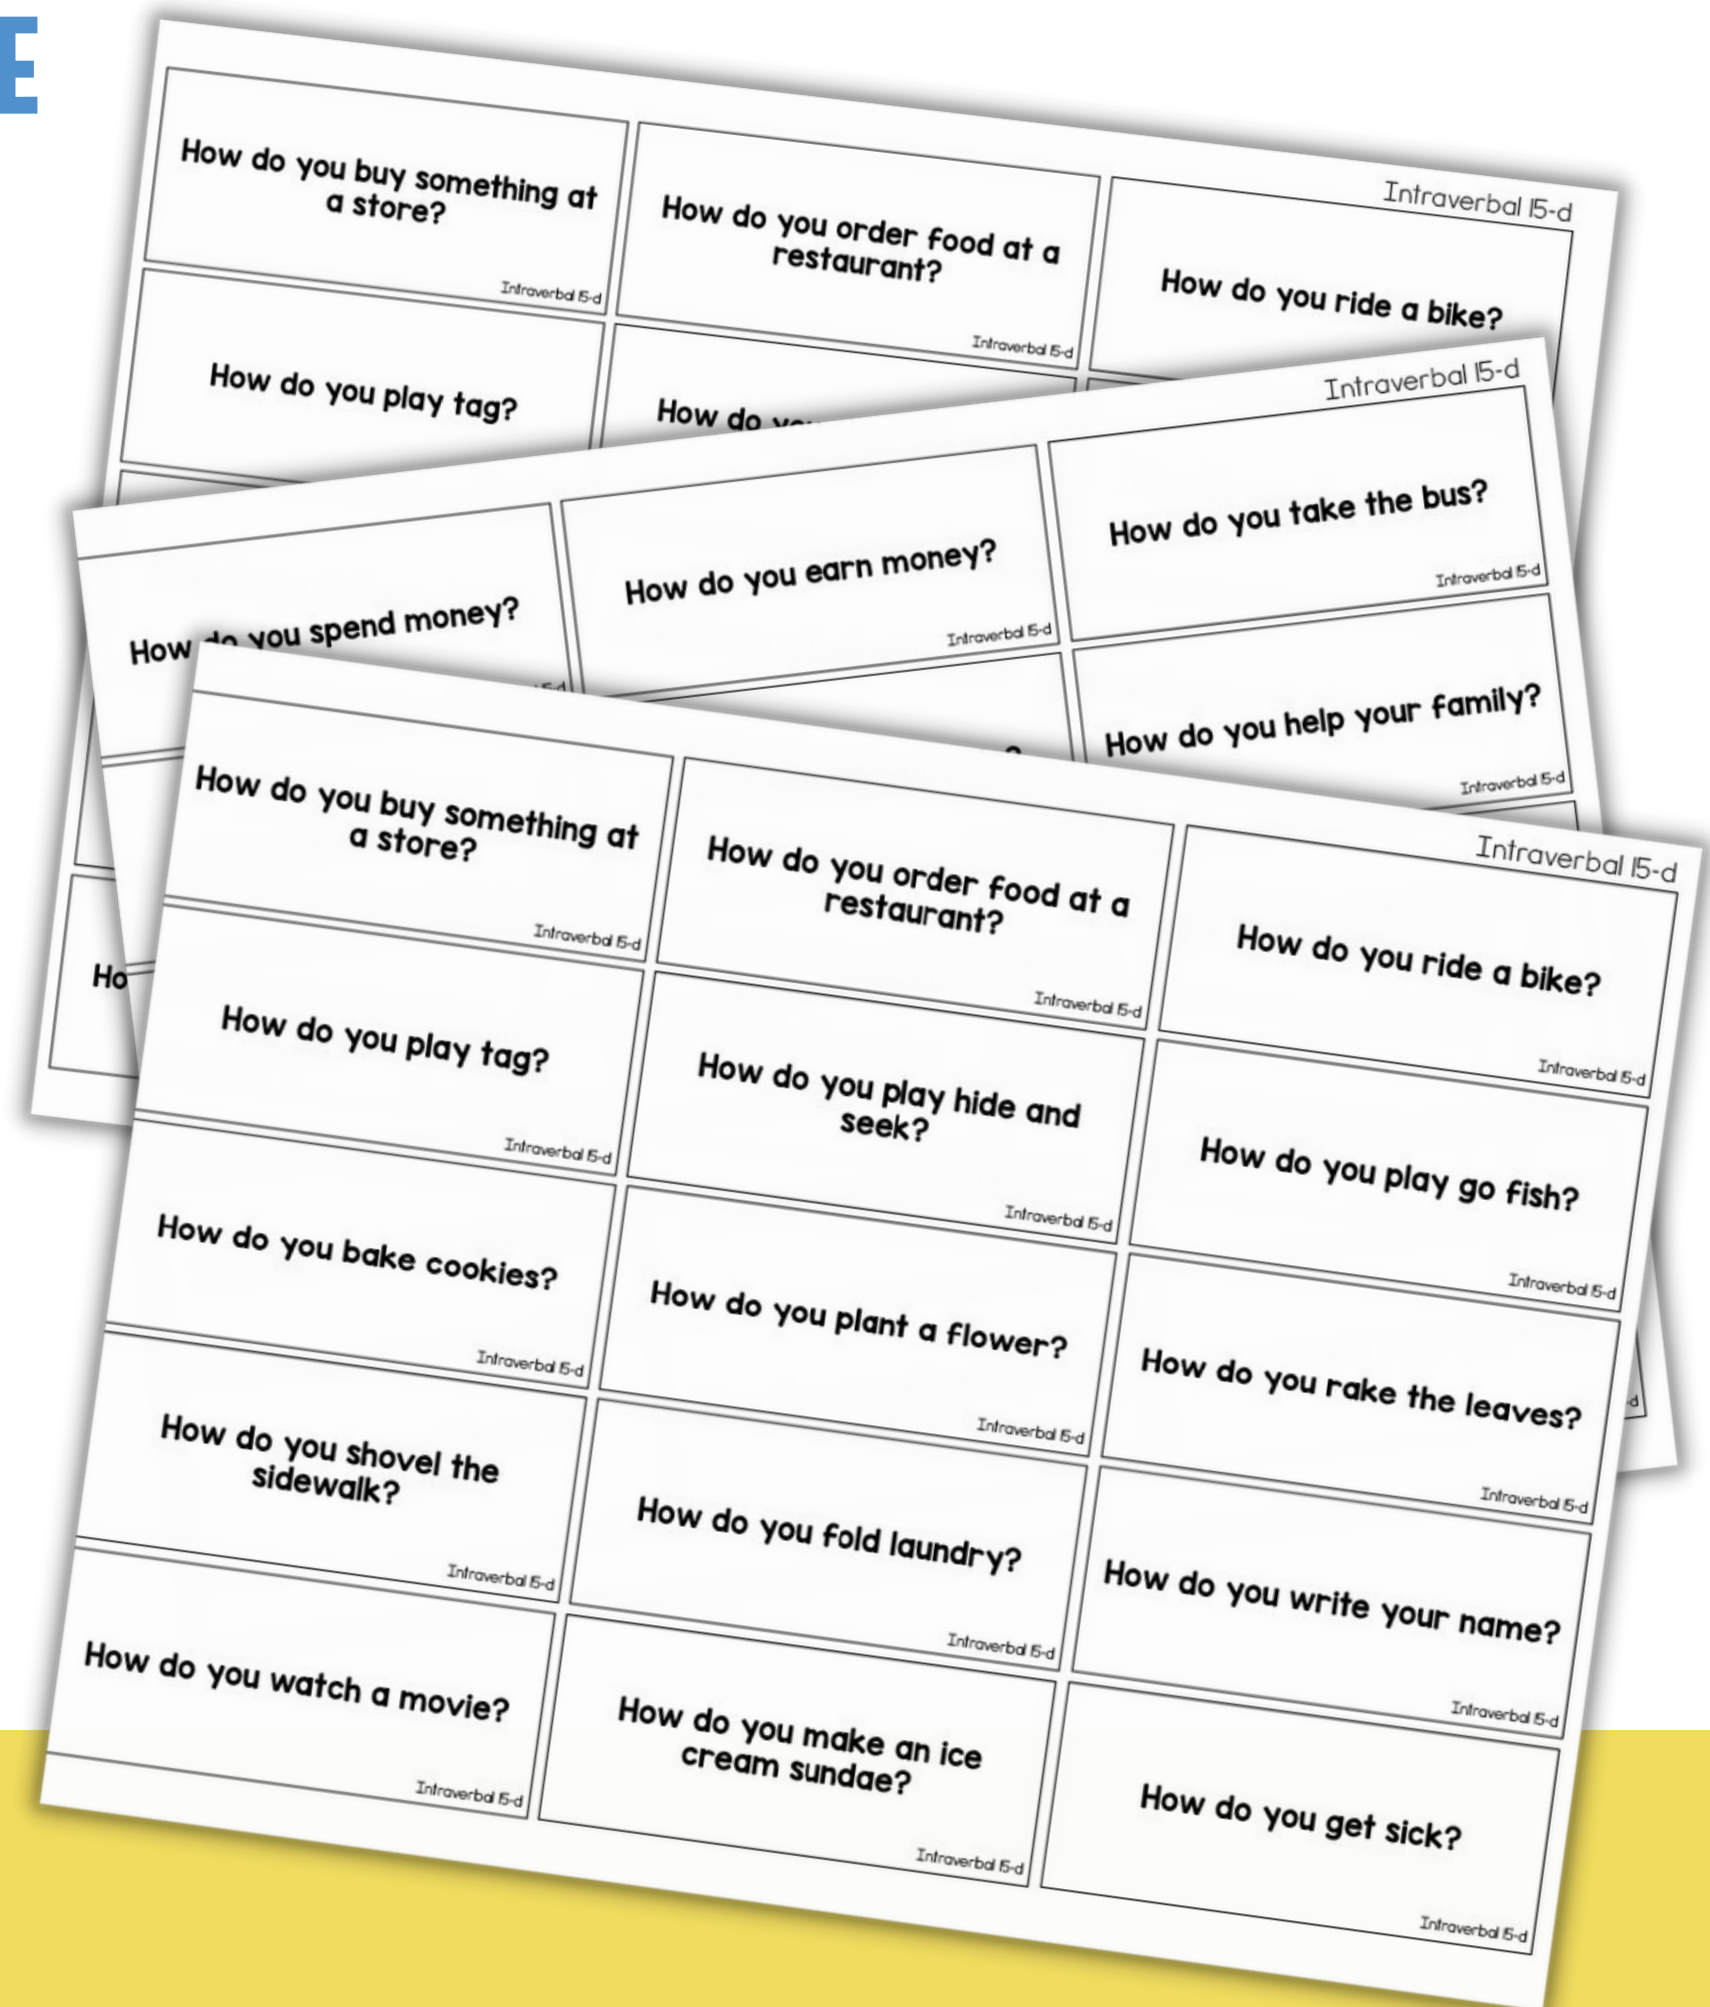 E
Intraverbal 15-d
How do you buy something at
a store?
Intraverbal 15-d
How do you order food at a
restaurant?
Intraverbal 15-d
How do you ride a bike?
How do you play tag?
How do
Intraverbal 15-d
How do you spend money?
15-d
How do you earn money?
Intraverbal 15-d
How do you take the bus?
Intraverbal 15-d
How do you help your family?
Intraverbal 15-d
Intraverbal 15-d
How do you buy something at
a store?
Intraverbal 15-d
How do you order food at a
restaurant?
Intraverbal 15-d
How do you ride a bike?
Intraverbal 15-d
How do you play tag?
Intraverbal 15-d
How do you play hide and
seek?
Intraverbal 15-d
How do you play go fish?
Intraverbal 15-d
How do you bake cookies?
Intraverbal 15-d
How do you plant a flower?
Intraverbal 15-d
How do you rake the leaves?
Intraverbal 15-d
How do you shovel the
sidewalk?
Intraverbal 15-d
How do you fold laundry?
Intraverbal 15-d
How do you write your name?
Intraverbal 15-d
How do you watch a movie?
Intraverbal 15-d
How do you make an ice
cream sundae?
Intraverbal 15-d
How do you get sick?
Intraverbal 15-d